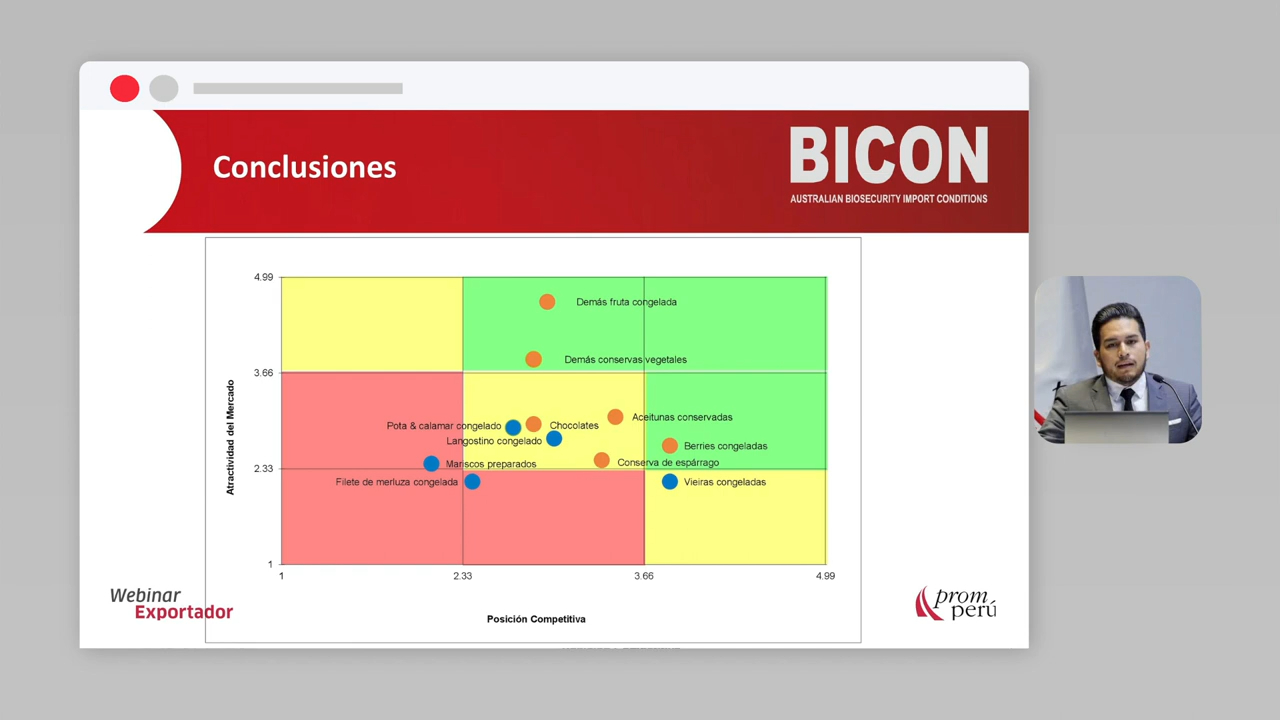 Conclusiones
BICON
AUSTRALIAN BIOSECURITY IMPORT CONDITIONS
4.99
Demás fruta congelada
Demás conservas vegetales
3.66
Atractividad del Mercado
Aceitunas conservadas
Pota & calamar congelado
Chocolates
Langostino congelado
Berries congeladas
Mariscos preparados
Conserva de espárrago
2.33
Filete de merluza congelada
Vieiras congeladas
1
1
2.33
3.66
4.99
Posición Competitiva
Webinar
Exportador
prom
perú